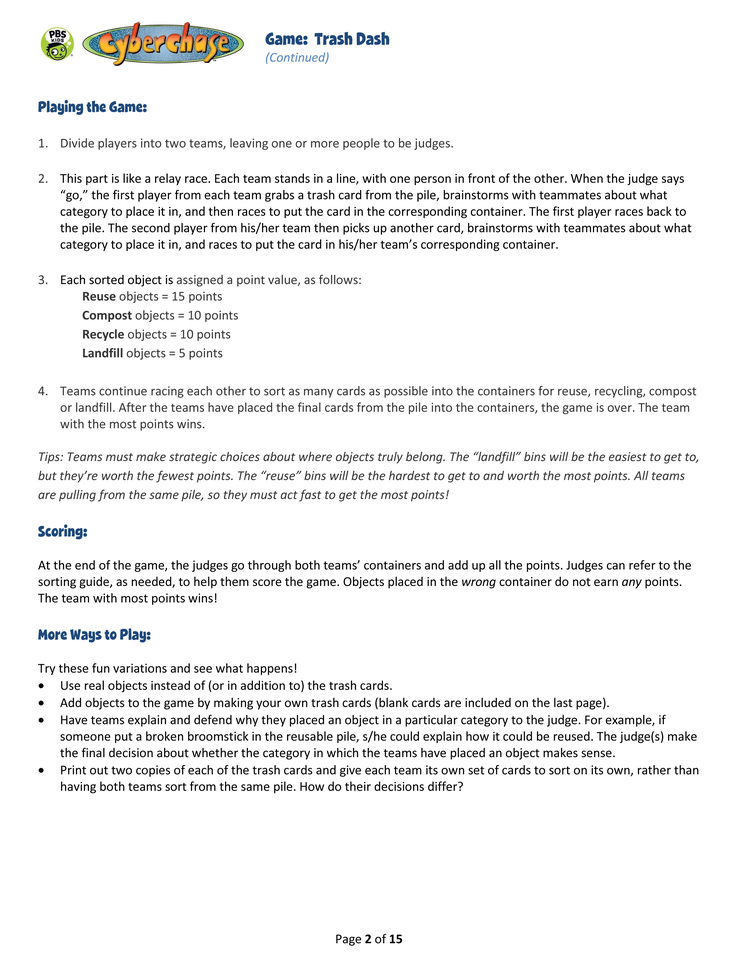 PBS
KIDS
Cyberchase
Game: Trash Dash
(Continued)
Playing the Game:
1. Divide players into two teams, leaving one or more people to be judges.
2. This part is like a relay race. Each team stands in a line, with one person in front of the other. When the judge says
“go,” the first player from each team grabs a trash card from the pile, brainstorms with teammates about what
category to place it in, and then races to put the card in the corresponding container. The first player races back to
the pile. The second player from his/her team then picks up another card, brainstorms with teammates about what
category to place it in, and races to put the card in his/her team’s corresponding container.
3. Each sorted object is assigned a point value, as follows:
Reuse objects = 15 points
Compost objects = 10 points
Recycle objects = 10 points
Landfill objects = 5 points
4. Teams continue racing each other to sort as many cards as possible into the containers for reuse, recycling, compost
or landfill. After the teams have placed the final cards from the pile into the containers, the game is over. The team
with the most points wins.
Tips: Teams must make strategic choices about where objects truly belong. The “landfill” bins will be the easiest to get to,
but they’re worth the fewest points. The “reuse” bins will be the hardest to get to and worth the most points. All teams
are pulling from the same pile, so they must act fast to get the most points!
Scoring:
At the end of the game, the judges go through both teams’ containers and add up all the points. Judges can refer to the
sorting guide, as needed, to help them score the game. Objects placed in the wrong container do not earn any points.
The team with most points wins!
More Ways to Play:
Try these fun variations and see what happens!
• Use real objects instead of (or in addition to) the trash cards.
• Add objects to the game by making your own trash cards (blank cards are included on the last page).
• Have teams explain and defend why they placed an object in a particular category to the judge. For example, if
someone put a broken broomstick in the reusable pile, s/he could explain how it could be reused. The judge(s) make
the final decision about whether the category in which the teams have placed an object makes sense.
• Print out two copies of each of the trash cards and give each team its own set of cards to sort on its own, rather than
having both teams sort from the same pile. How do their decisions differ?
Page 2 of 15